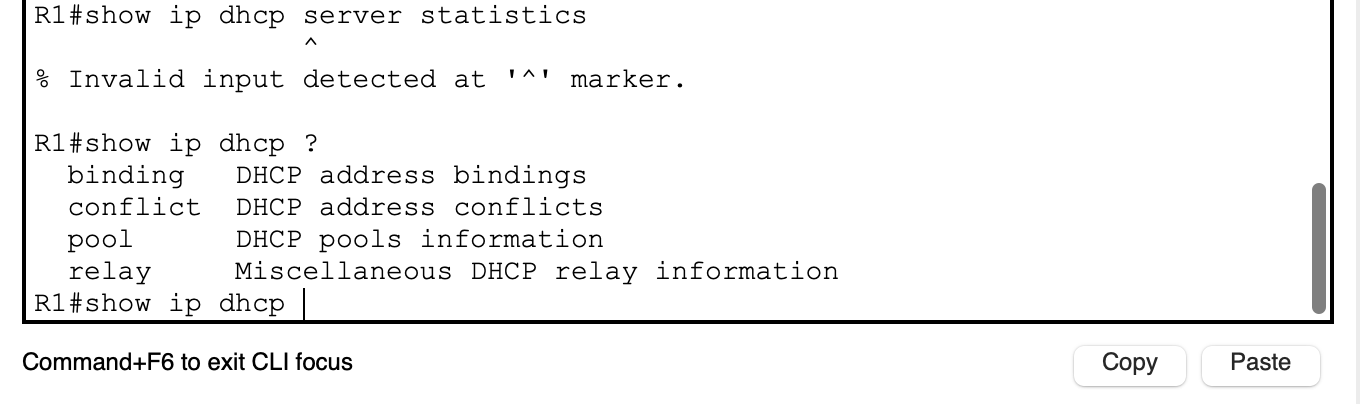 R1#show ip dhcp server statistics
^
% Invalid input detected at '^' marker.
R1#show ip dhcp ?
binding DHCP address bindings
conflict DHCP address conflicts
pool DHCP pools information
relay Miscellaneous DHCP relay information
R1#show ip dhcp
Command+F6 to exit CLI focus
Copy Paste